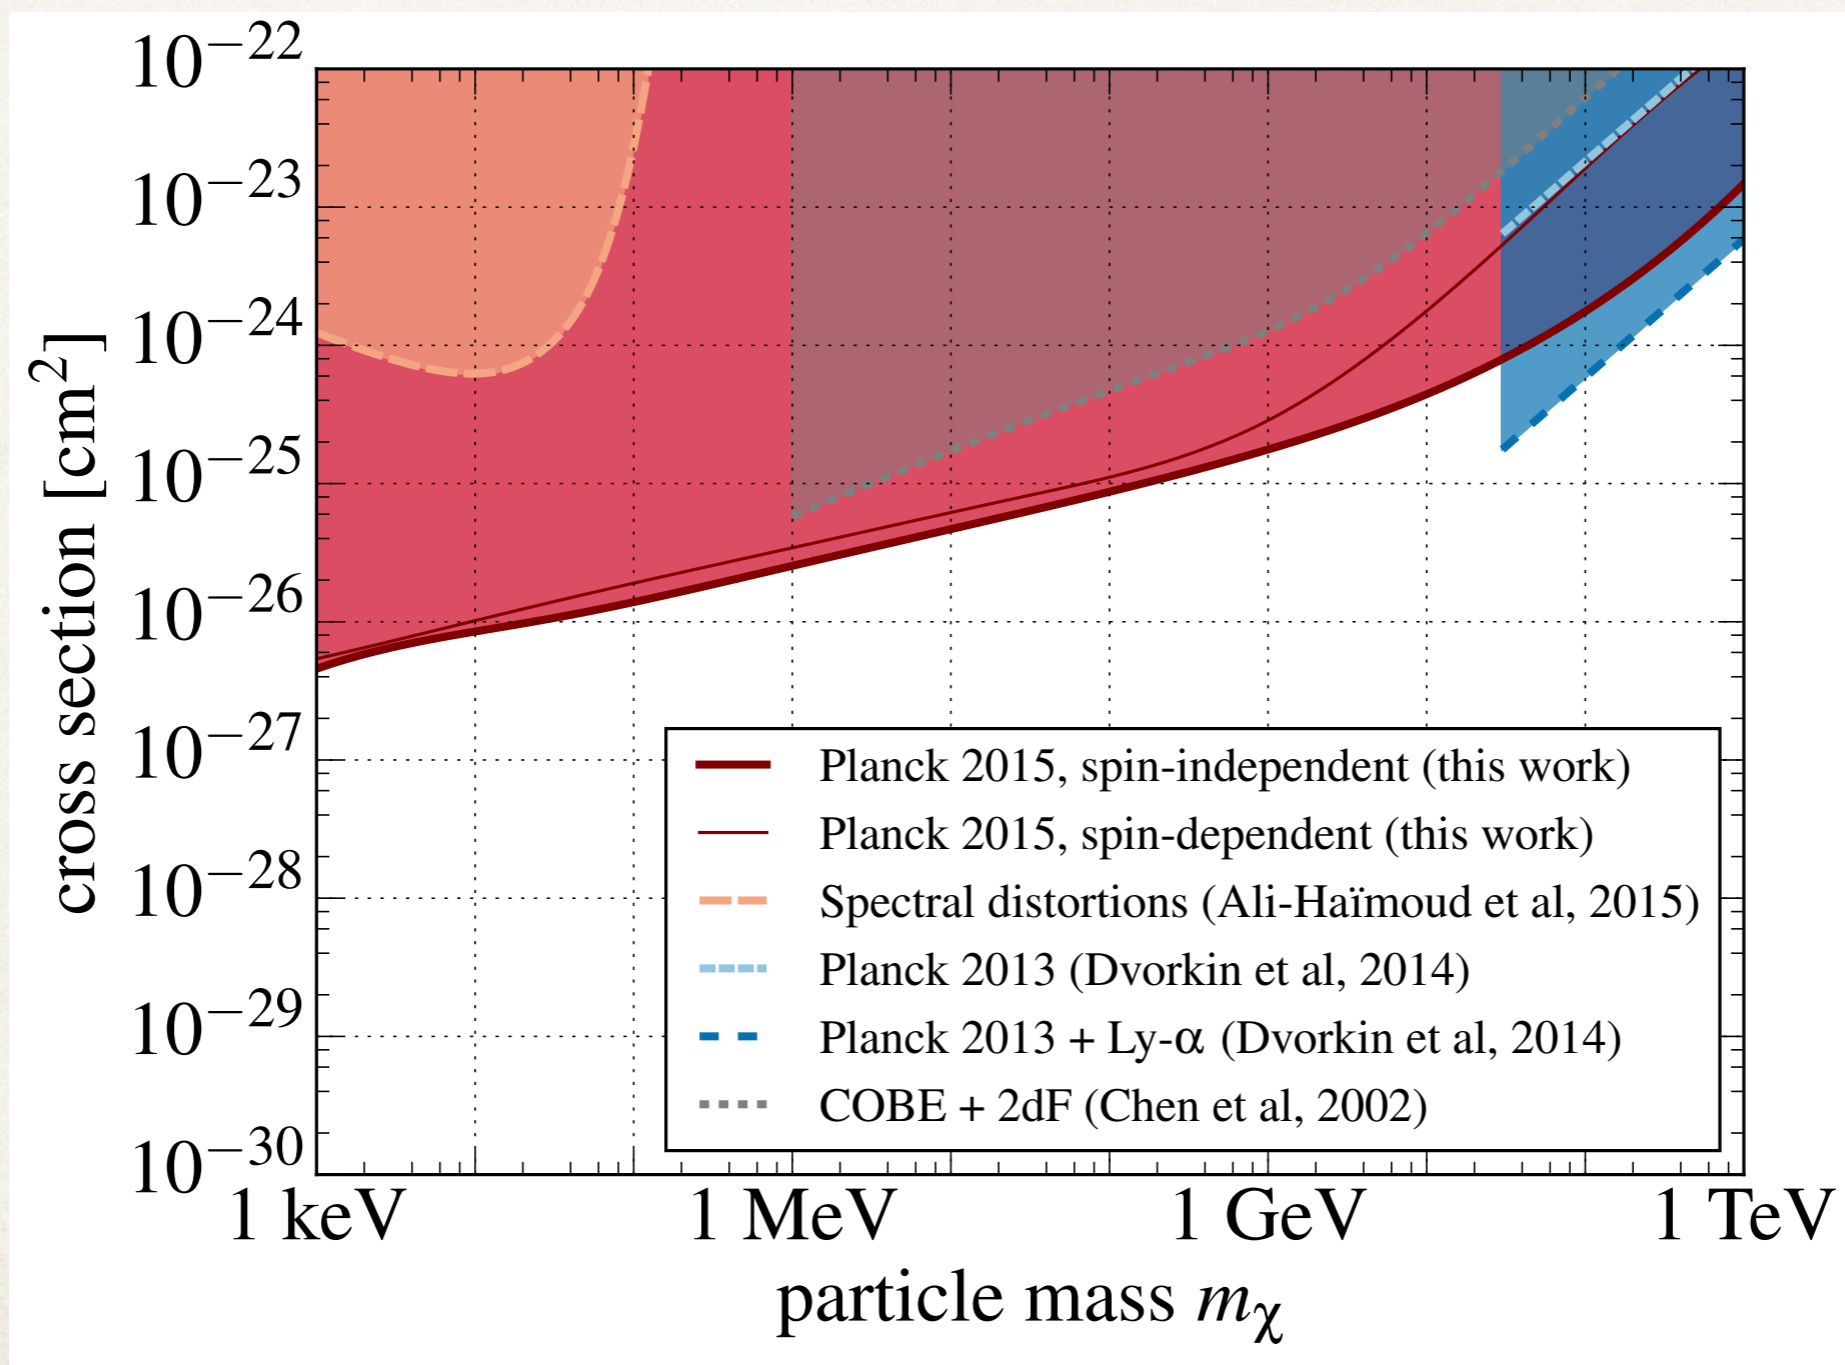 10−22
10−23
10−24
10−25
10−26
10−27
10−28
10−29
10−30
cross section [cm2]
Planck 2015, spin-independent (this work)
Planck 2015, spin-dependent (this work)
Spectral distortions (Ali-Haïmoud et al, 2015)
Planck 2013 (Dvorkin et al, 2014)
Planck 2013 + Ly-α (Dvorkin et al, 2014)
COBE + 2dF (Chen et al, 2002)
1 keV 1 MeV 1 GeV 1 TeV
particle mass mχ